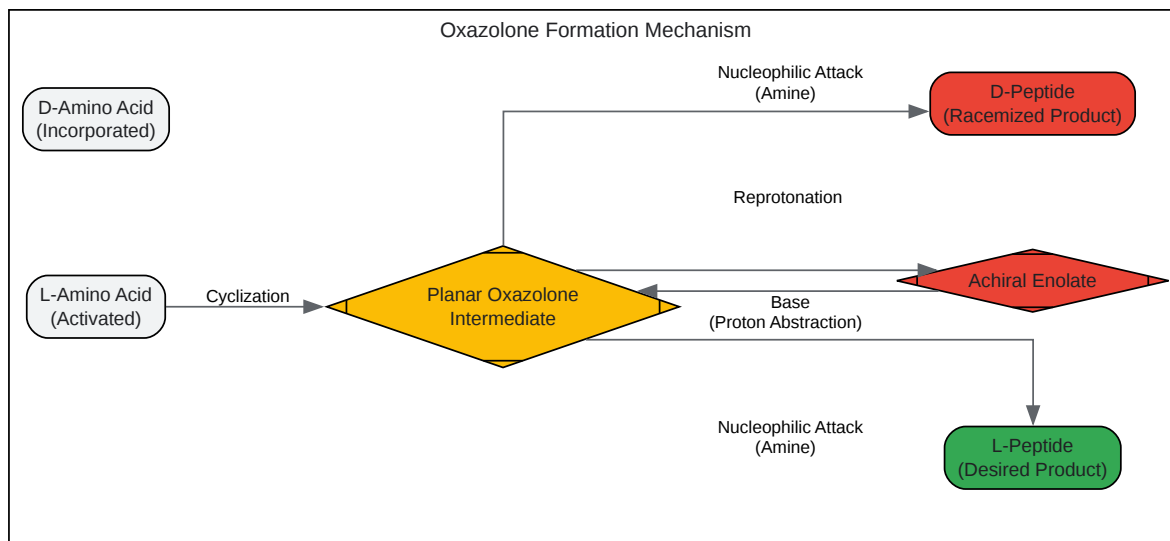 Oxazolone Formation Mechanism
Nucleophilic Attack
(Amine)
D-Peptide
(Racemized Product)
D-Amino Acid
(Incorporated)
Reprotonation
L-Amino Acid
(Activated)
Cyclization
Planar Oxazolone
Intermediate
Achiral Enolate
Base
(Proton Abstraction)
Nucleophilic Attack
(Amine)
L-Peptide
(Desired Product)